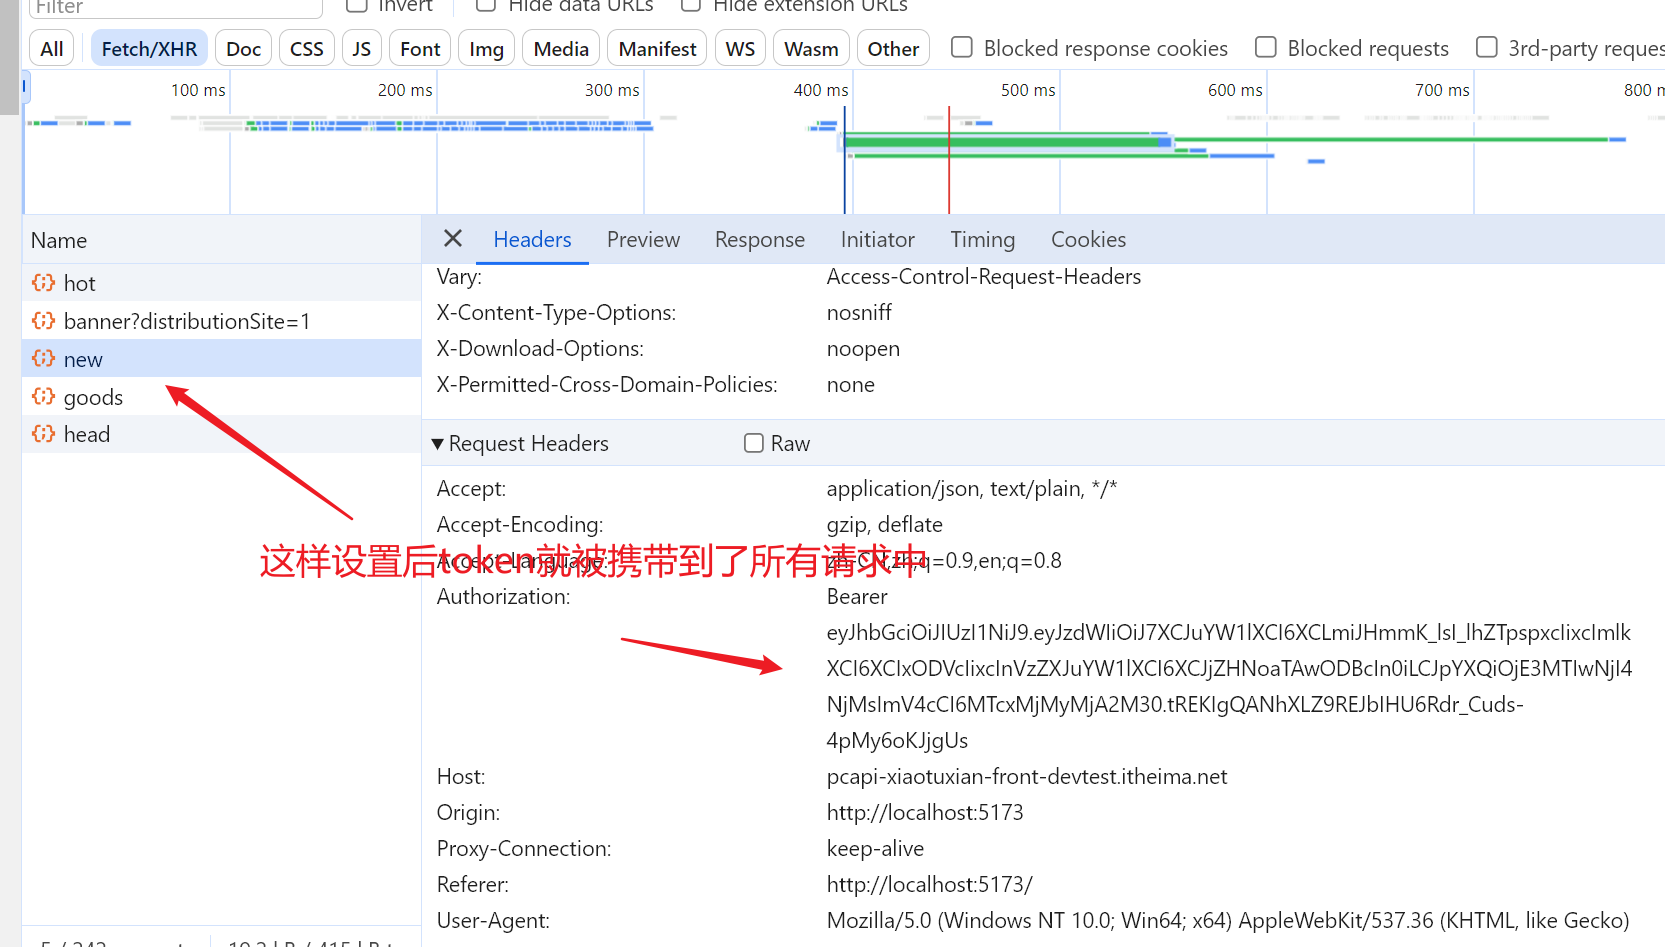 Filter
Invert
Hide data URLs
Hide extension URLs
All
Fetch/XHR
Doc
CSS
JS
Font
Img
Media
Manifest
WS
Wasm
Other
Blocked response cookies
Blocked requests
3rd-party reques
100 ms
200 ms
300 ms
400 ms
500 ms
600 ms
700 ms
800 m
Name
Headers
Preview
Response
Initiator
Timing
Cookies
hot
banner?distributionSite=1
new
goods
head
Vary:
Access-Control-Request-Headers
X-Content-Type-Options:
nosniff
X-Download-Options:
noopen
X-Permitted-Cross-Domain-Policies:
none
Request Headers
Raw
Accept:
application/json, text/plain, */*
Accept-Encoding:
gzip, deflate
这样设置后token就被携带到了所有请求中
Accept-Language:
zh-CN,zh;q=0.9,en;q=0.8
Authorization:
Bearer
eyJhbGciOiJIUzI1NiJ9.eyJzdWIiOiJ7XCJuYW1lXCI6XCLmiJHmmK_lsI_lhZTpspxcIixcImlk
XCI6XCIxODVcIixcInVzZXJuYW1lXCI6XCJjZHNoaTAwODBcIn0iLCJpYXQiOjE3MTIwNjI4
NjMsImV4cCI6MTcxMjMyMjA2M30.tREKIgQANhXLZ9REJbIHU6Rdr_Cuds-
4pMy6oKJjgUs
Host:
pcapi-xiaotuxian-front-devtest.itheima.net
Origin:
http://localhost:5173
Proxy-Connection:
keep-alive
Referer:
http://localhost:5173/
User-Agent:
Mozilla/5.0 (Windows NT 10.0; Win64; x64) AppleWebKit/537.36 (KHTML, like Gecko)